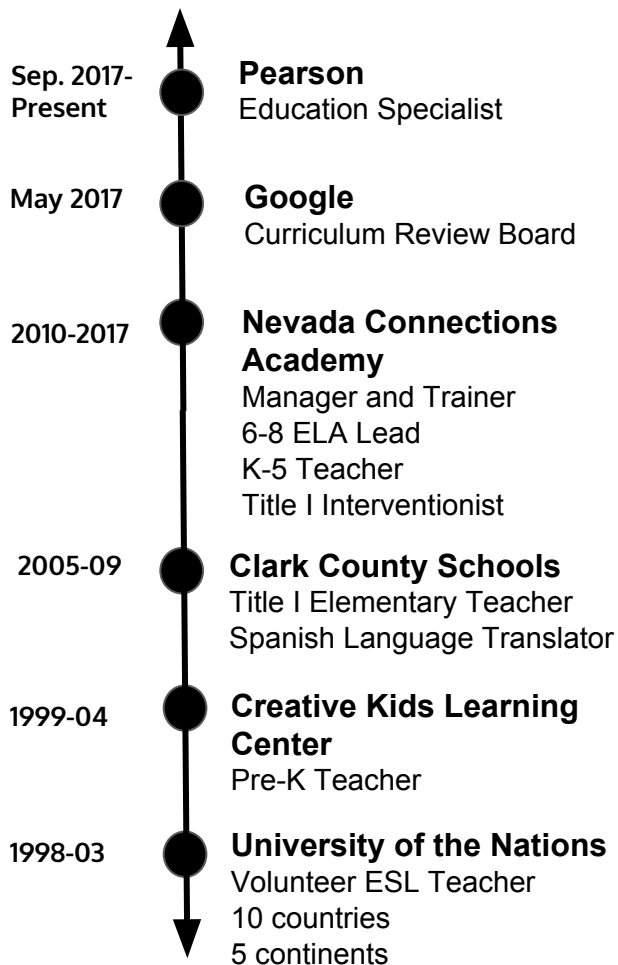 Sep. 2017-
Present
Pearson
Education Specialist
May 2017
Google
Curriculum Review Board
2010-2017
Nevada Connections
Academy
Manager and Trainer
6-8 ELA Lead
K-5 Teacher
Title I Interventionist
2005-09
Clark County Schools
Title I Elementary Teacher
Spanish Language Translator
1999-04
Creative Kids Learning
Center
Pre-K Teacher
1998-03
University of the Nations
Volunteer ESL Teacher
10 countries
5 continents